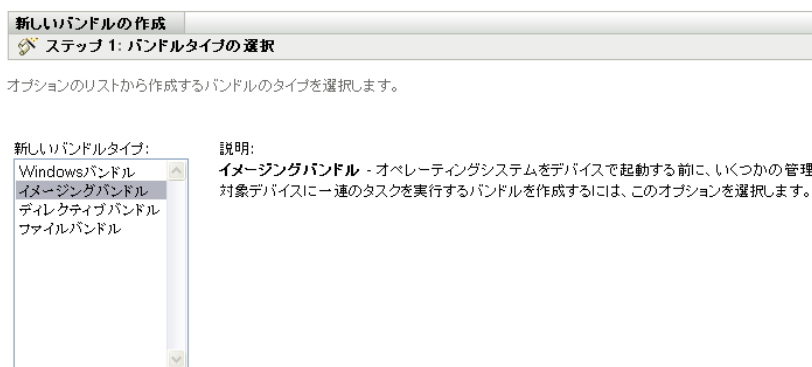 新しいバンドルの作成
ステップ 1: バンドルタイプの選択
オプションのリストから作成するバンドルのタイプを選択します。
新しいバンドルタイプ:
Windowsバンドル
イメージングバンドル
ディレクティブバンドル
ファイルバンドル
説明:
イメージングバンドル - オペレーティングシステムをデバイスで起動する前に、いくつかの管理
対象デバイスに一連のタスクを実行するバンドルを作成するには、このオプションを選択します。